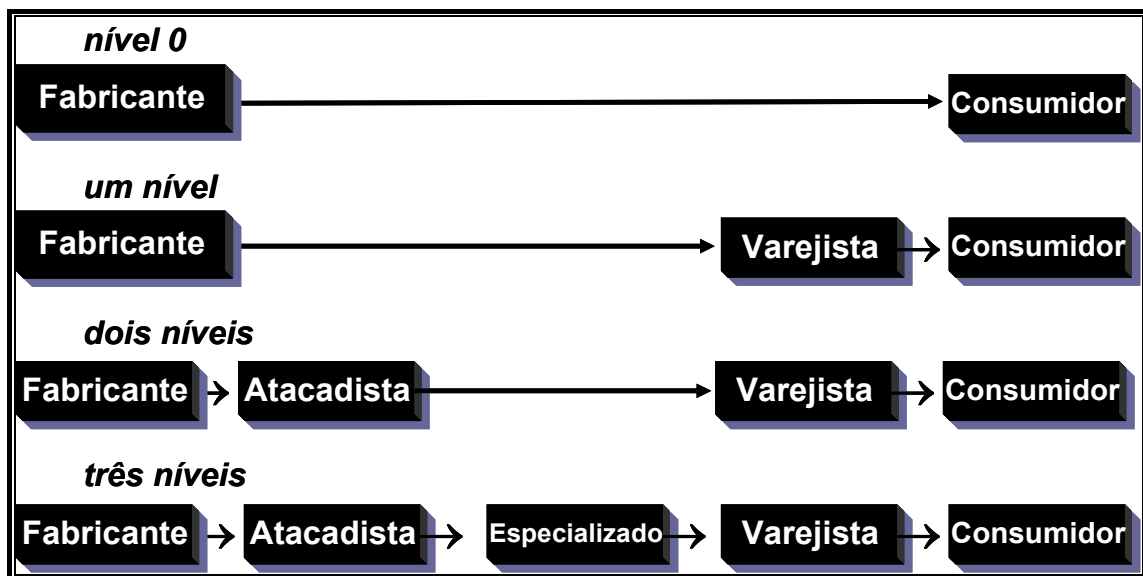 nível 0
Fabricante Consumidor
um nível
Fabricante Varejista Consumidor
dois níveis
Fabricante Atacadista Varejista Consumidor
três níveis
Fabricante Atacadista Especializado Varejista Consumidor